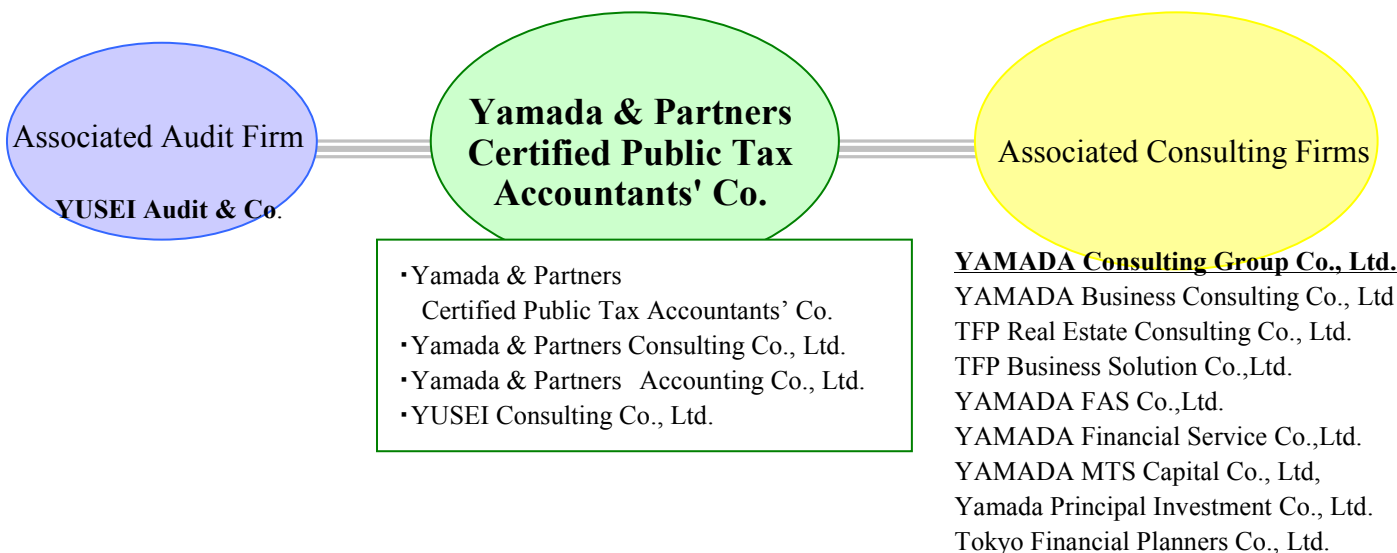 Associated Audit Firm
YUSEI Audit & Co.
Yamada & Partners
Certified Public Tax
Accountants' Co.
・Yamada & Partners
Certified Public Tax Accountants’ Co.
・Yamada & Partners Consulting Co., Ltd.
・Yamada & Partners Accounting Co., Ltd.
・YUSEI Consulting Co., Ltd.
Associated Consulting Firms
YAMADA Consulting Group Co., Ltd.
YAMADA Business Consulting Co., Ltd
TFP Real Estate Consulting Co., Ltd.
TFP Business Solution Co.,Ltd.
YAMADA FAS Co.,Ltd.
YAMADA Financial Service Co.,Ltd.
YAMADA MTS Capital Co., Ltd,
Yamada Principal Investment Co., Ltd.
Tokyo Financial Planners Co., Ltd.